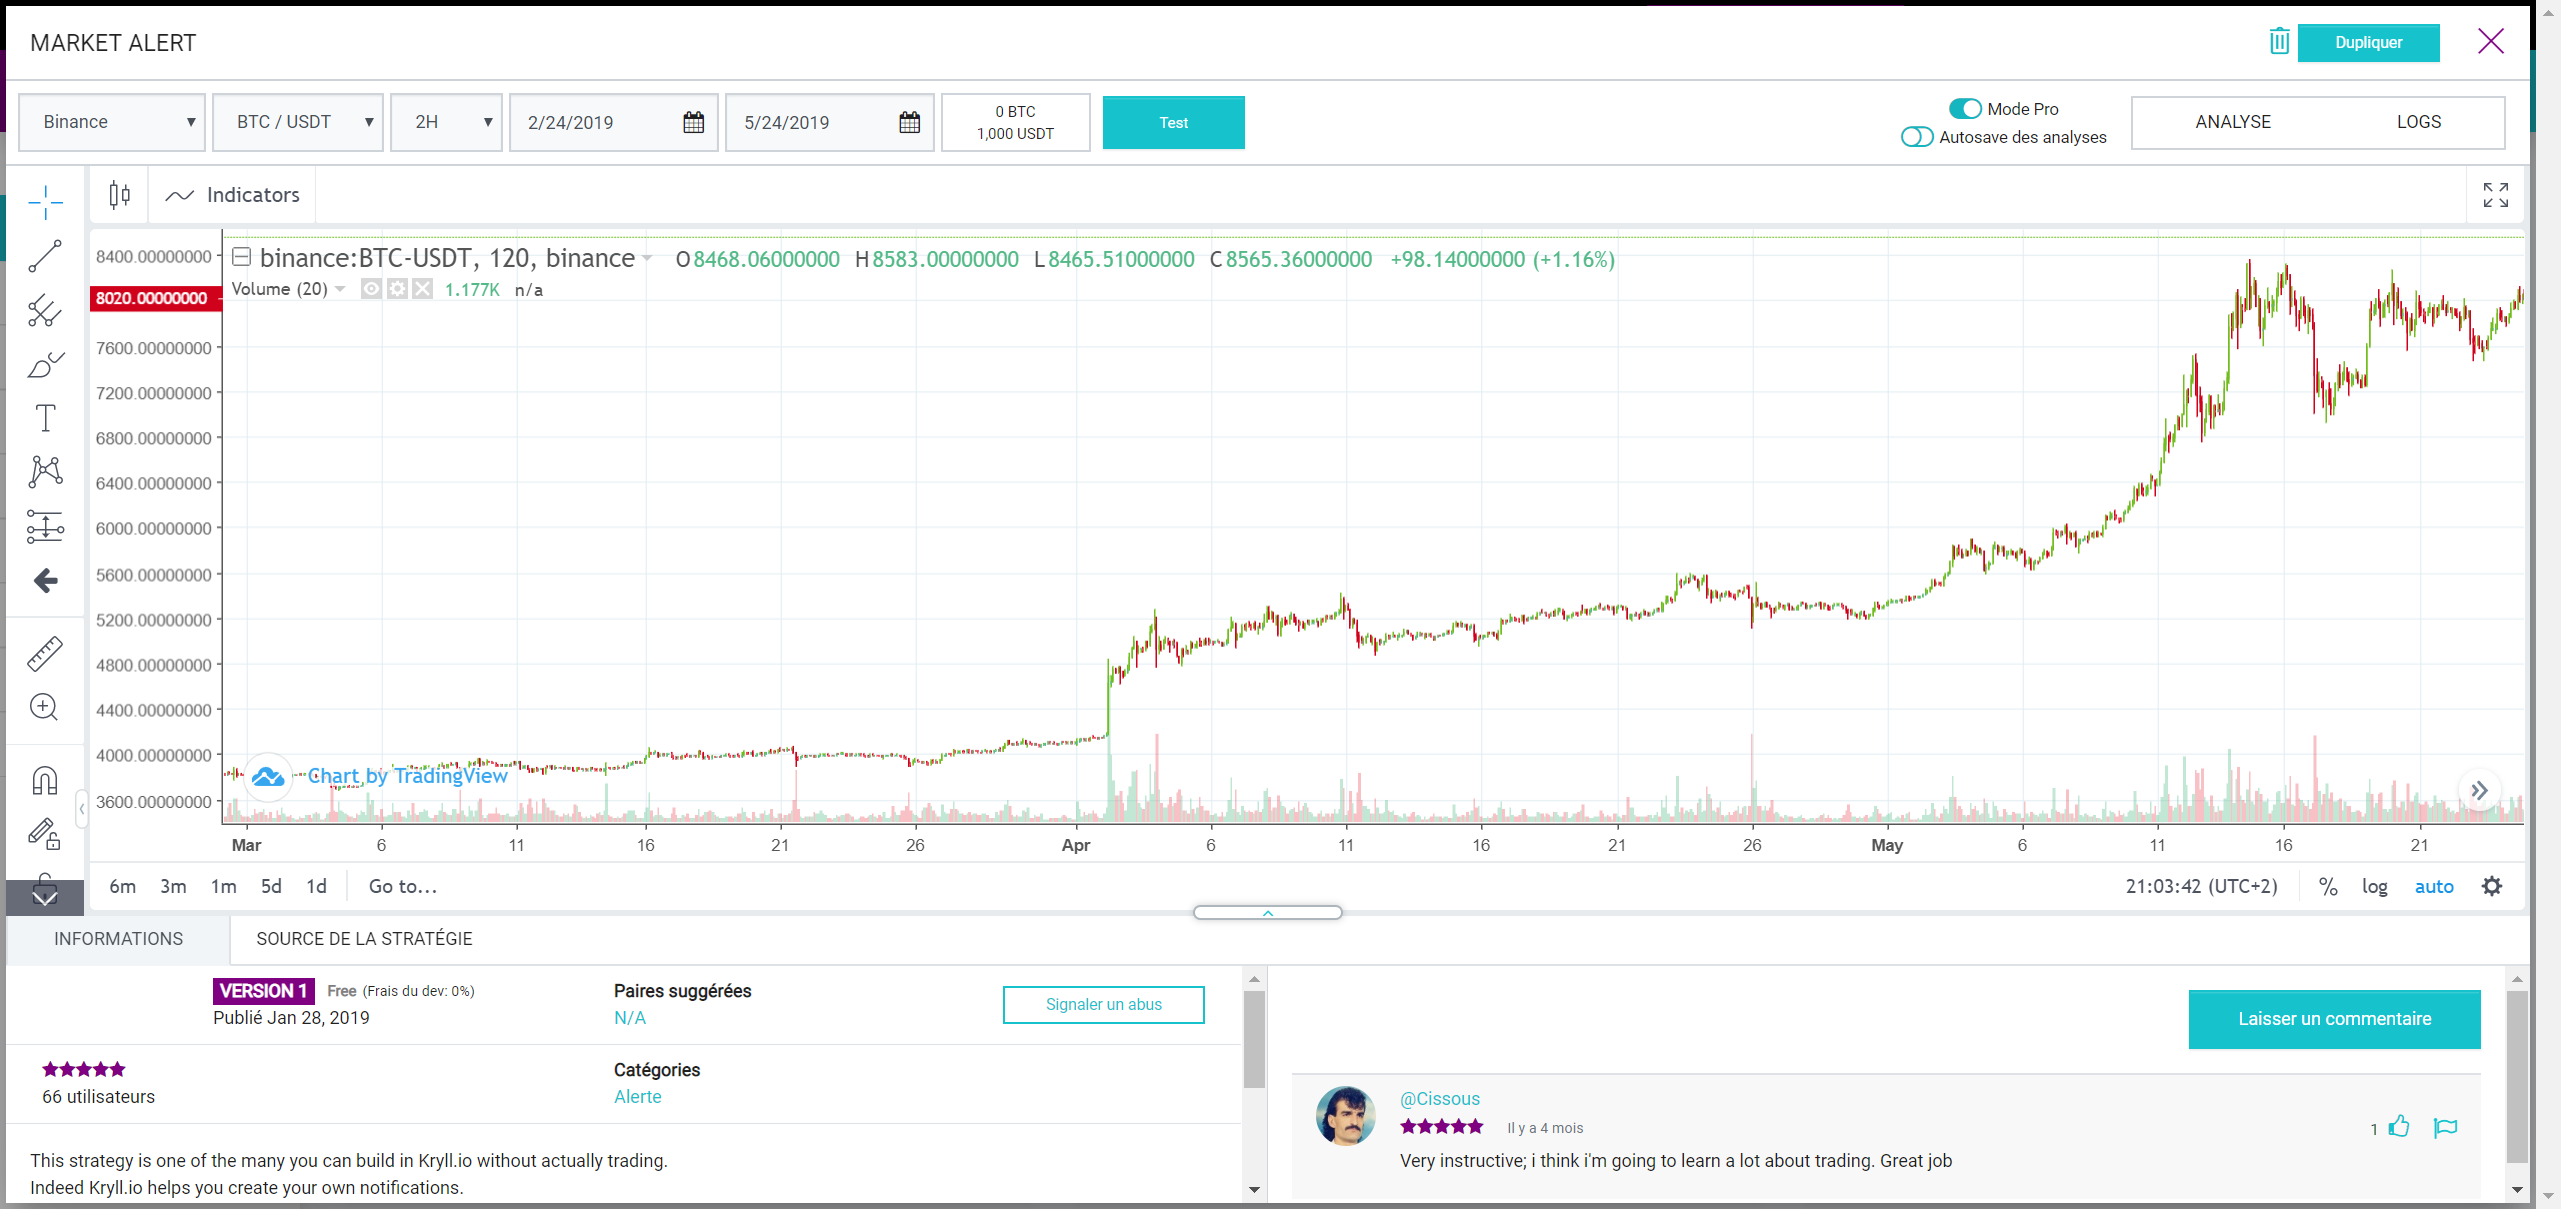 MARKET ALERT
Dupliquer
Binance
BTC / USDT
2H
2/24/2019
5/24/2019
0 BTC
1,000 USDT
Test
Mode Pro
Autosave des analyses
ANALYSE
LOGS
Indicators
binance:BTC-USDT, 120, binance
O8468.06000000 H8583.00000000 L8465.51000000 C8565.36000000 +98.14000000 (+1.16%)
Volume (20)
1.177K n/a
8400.00000000
8020.00000000
7600.00000000
7200.00000000
6800.00000000
6400.00000000
6000.00000000
5600.00000000
5200.00000000
4800.00000000
4400.00000000
4000.00000000
3600.00000000
Chart by TradingView
Mar 6 11 16 21 26 Apr 6 11 16 21 26 May 6 11 16 21
6m 3m 1m 5d 1d Go to...
21:03:42 (UTC+2) % log auto
INFORMATIONS
SOURCE DE LA STRATÉGIE
VERSION 1 Free (Frais du dev: 0%)
Publié Jan 28, 2019
Paires suggérées
N/A
Signaler un abus
66 utilisateurs
Catégories
Alerte
This strategy is one of the many you can build in Kryll.io without actually trading.
Indeed Kryll.io helps you create your own notifications.
Laisser un commentaire
@Cissous
Il y a 4 mois
1
Very instructive; i think i'm going to learn a lot about trading. Great job